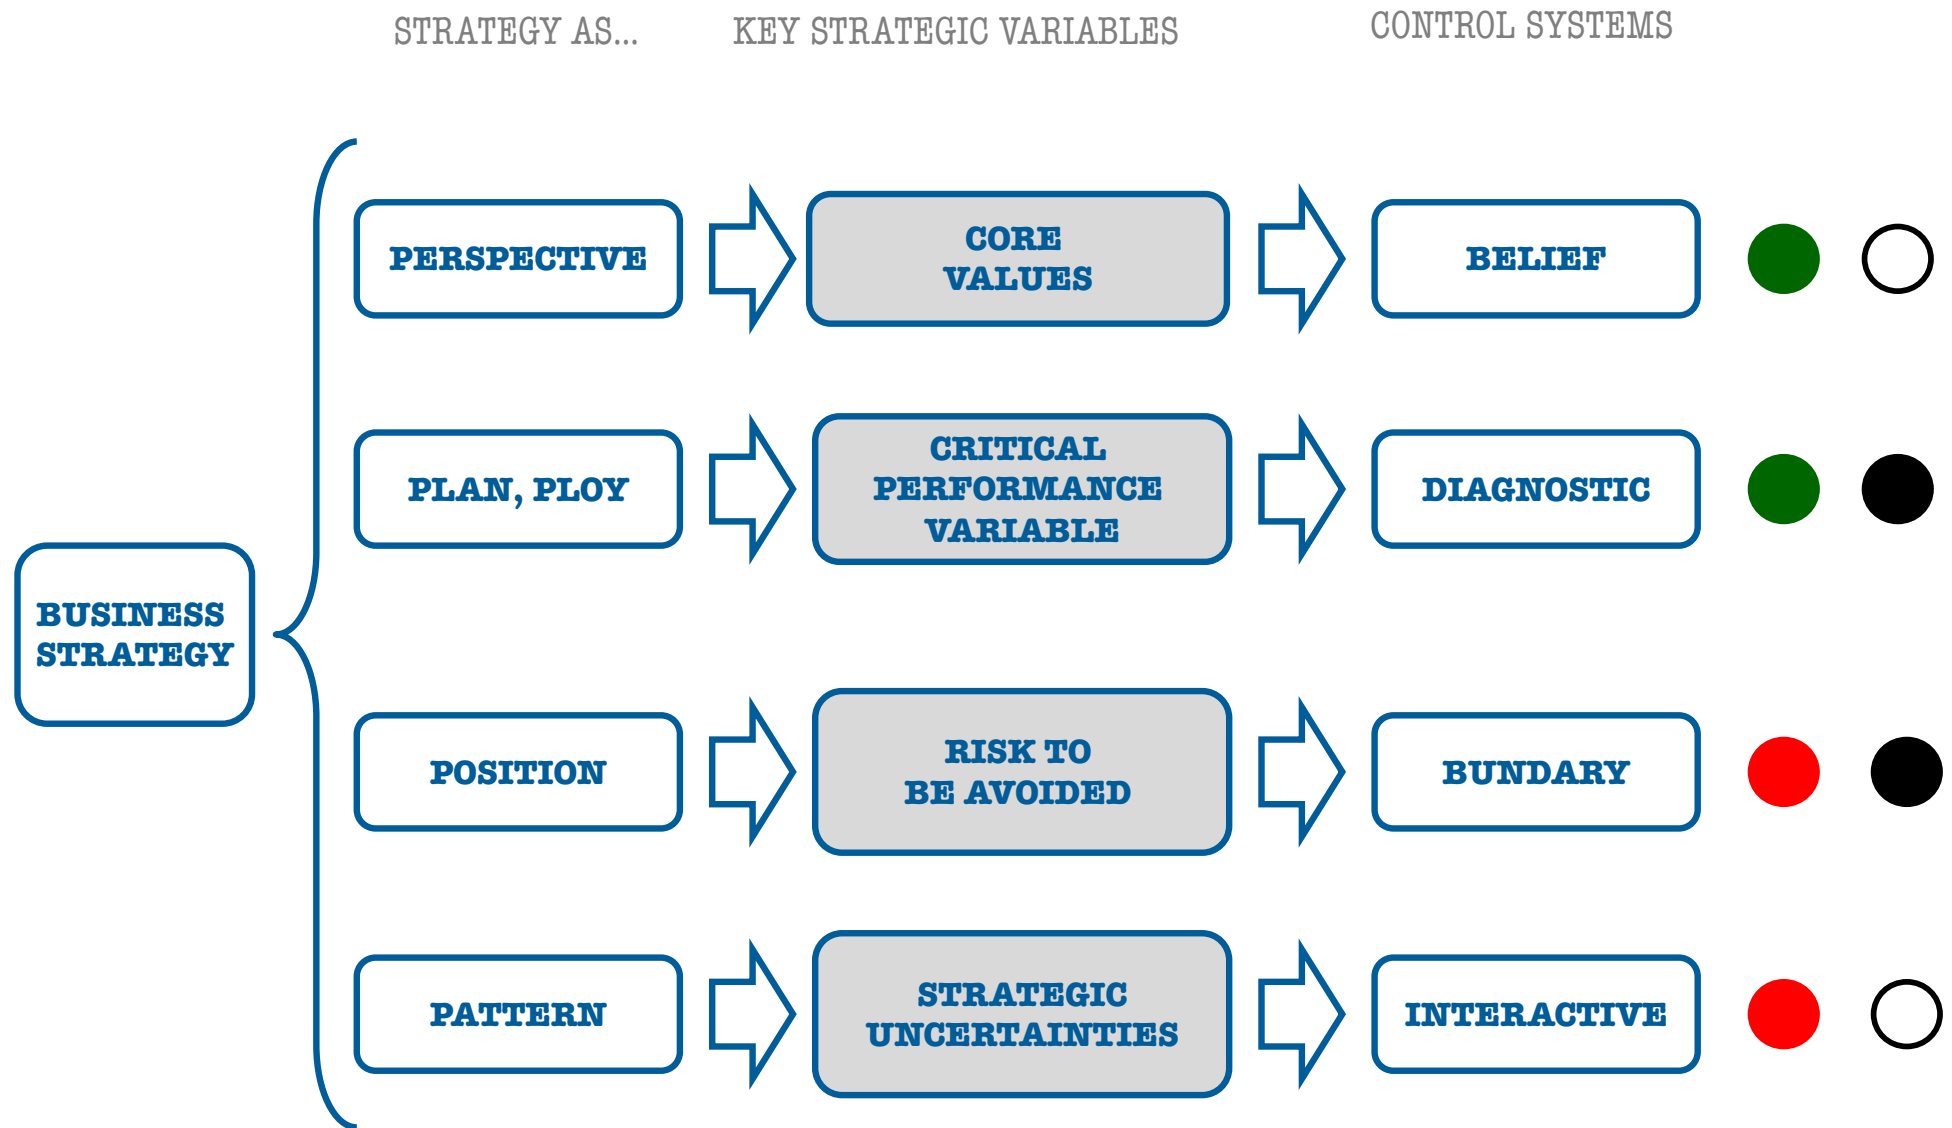 STRATEGY AS...
KEY STRATEGIC VARIABLES
CONTROL SYSTEMS
PERSPECTIVE
CORE
VALUES
BELIEF
PLAN, PLOY
CRITICAL
PERFORMANCE
VARIABLE
DIAGNOSTIC
BUSINESS
STRATEGY
POSITION
RISK TO
BE AVOIDED
BUNDARY
PATTERN
STRATEGIC
UNCERTAINTIES
INTERACTIVE